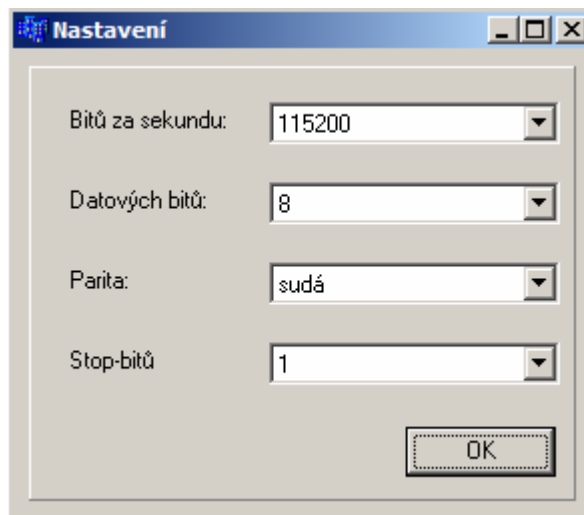 Nastavení
Bitů za sekundu: 115200
Datových bitů: 8
Parita: sudá
Stop-bitů 1
OK